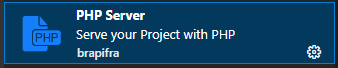 PHP
PHP Server
Serve your Project with PHP
brapifra